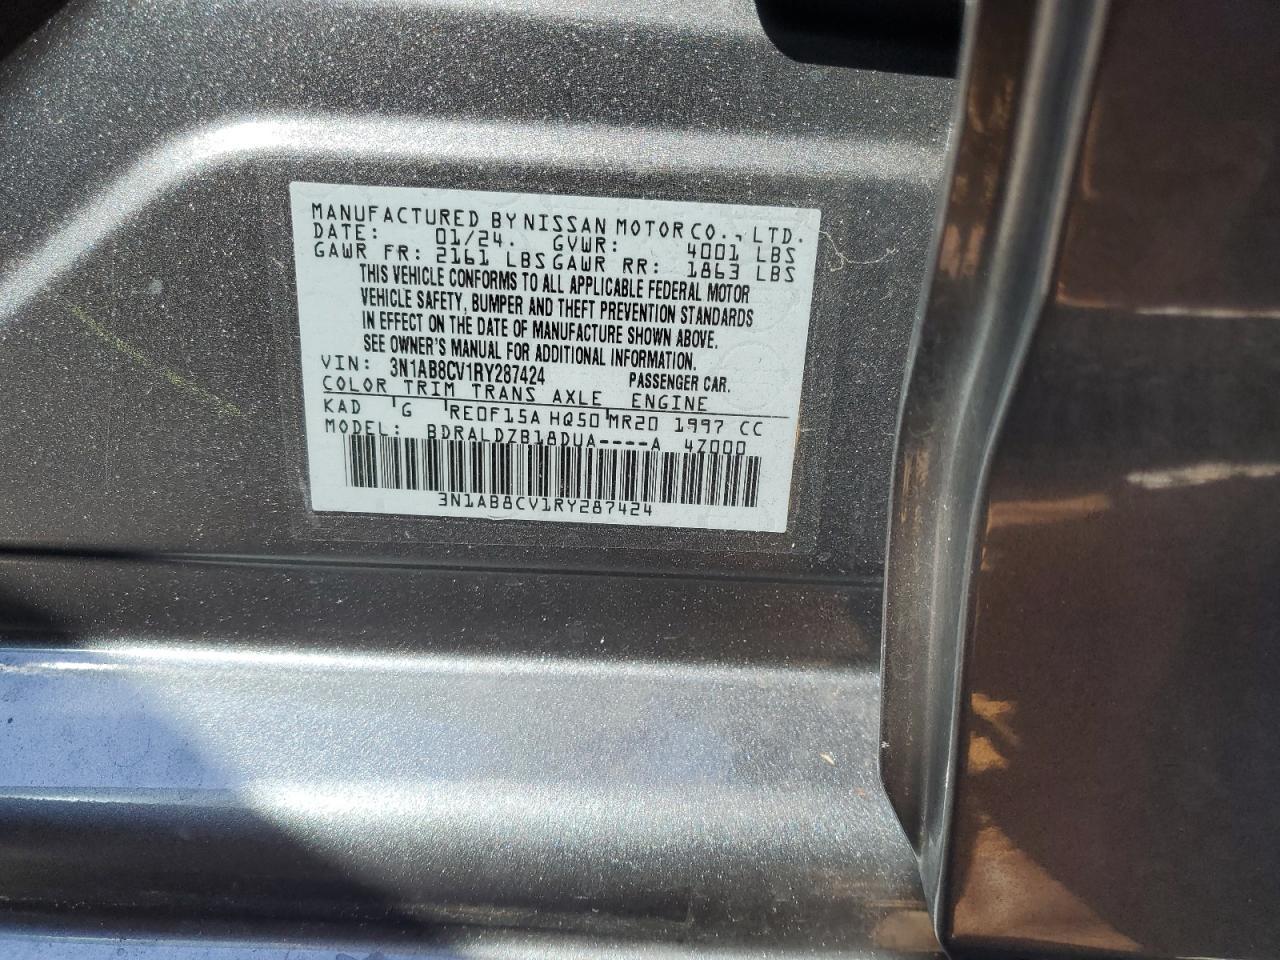 MANUFACTURED BY NISSAN MOTOR CO., LTD.
DATE: 01/24. GVWR: 4001 LBS
GAWR FR: 2161 LBS GAWR RR: 1863 LBS
THIS VEHICLE CONFORMS TO ALL APPLICABLE FEDERAL MOTOR
VEHICLE SAFETY, BUMPER AND THEFT PREVENTION STANDARDS
IN EFFECT ON THE DATE OF MANUFACTURE SHOWN ABOVE.
SEE OWNER'S MANUAL FOR ADDITIONAL INFORMATION.
VIN: 3N1AB8CV1RY287424 PASSENGER CAR.
COLOR TRIM TRANS AXLE ENGINE
KAD G RE0F15A HQ50 MR20 1997 CC
MODEL: BDRALDZB18DUA----A 4Z000
3N1AB8CV1RY287424